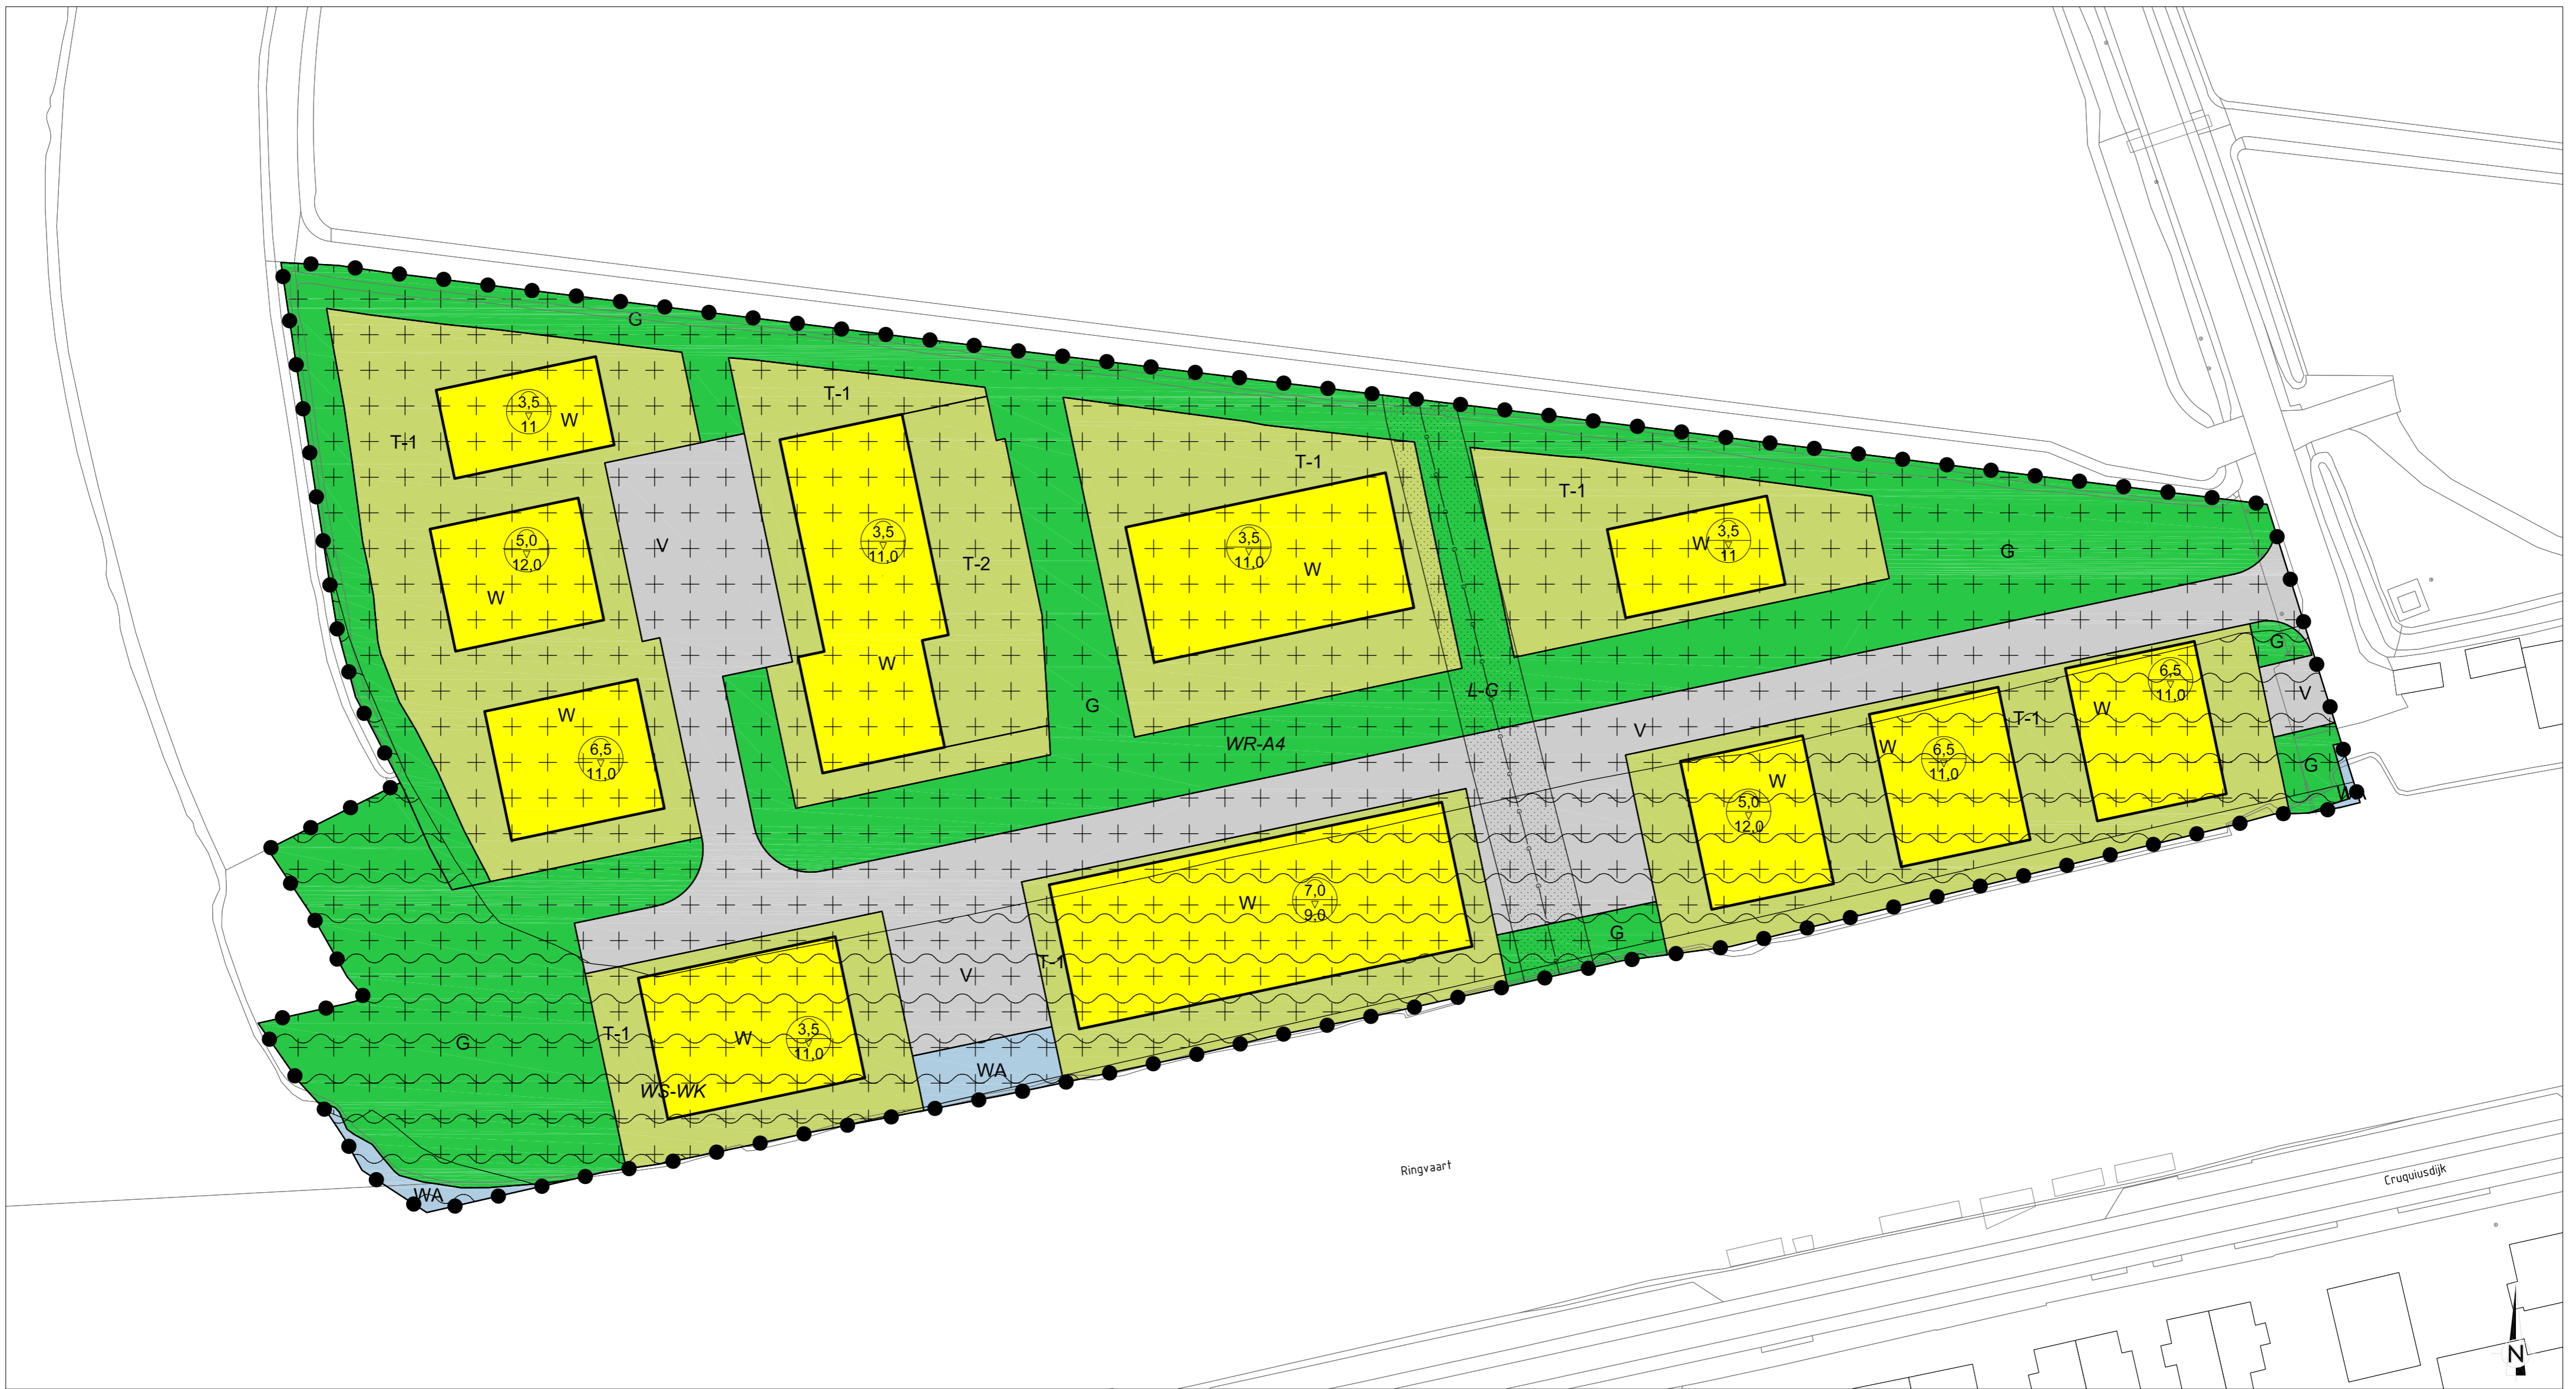 G
T-1
3,5
11
W
T-1
T-1
T-1
3,5
11,0
5,0
12,0
W
V
T-2
3,5
11,0
W
W
3,5
11
G
W
G
L-G
V
V
G
W
6,5
11,0
WR-A4
G
W
6,5
11,0
T-1
W
6,5
11,0
G
WA
W
5,0
12,0
W
7,0
9,0
G
T-1
V
G
T-1
W
3,5
11,0
WS-WK
WA
WA
Ringvaart
Cruquiusdijk
N